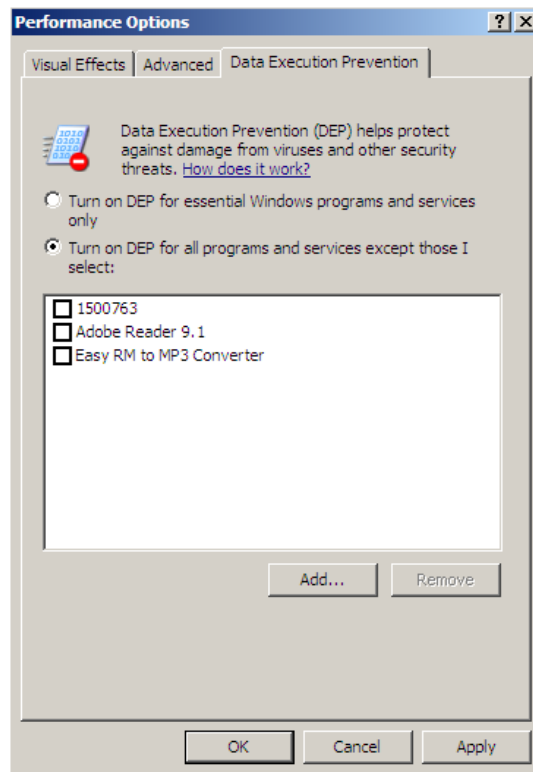 Performance Options
Visual Effects
Advanced
Data Execution Prevention
Data Execution Prevention (DEP) helps protect
against damage from viruses and other security
threats. How does it work?
Turn on DEP for essential Windows programs and services
only
Turn on DEP for all programs and services except those I
select:
1500763
Adobe Reader 9.1
Easy RM to MP3 Converter
Add...
Remove
OK
Cancel
Apply